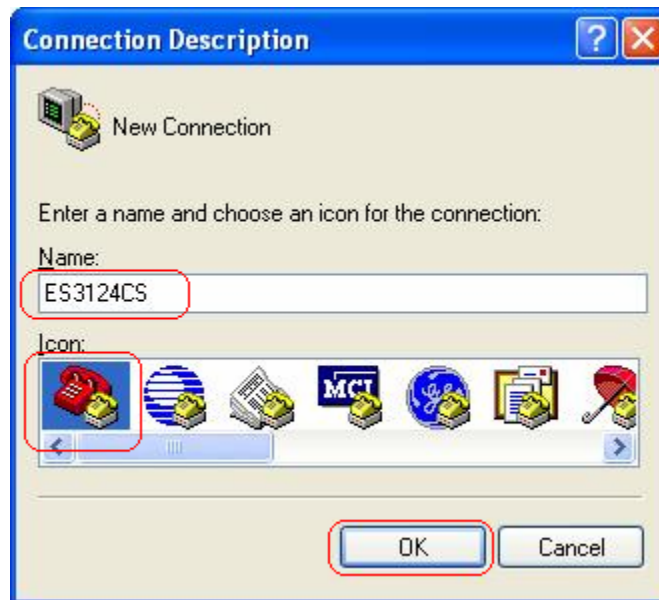 Connection Description
New Connection
Enter a name and choose an icon for the connection:
Name:
ES3124CS
Icon:
MCI
OK
Cancel